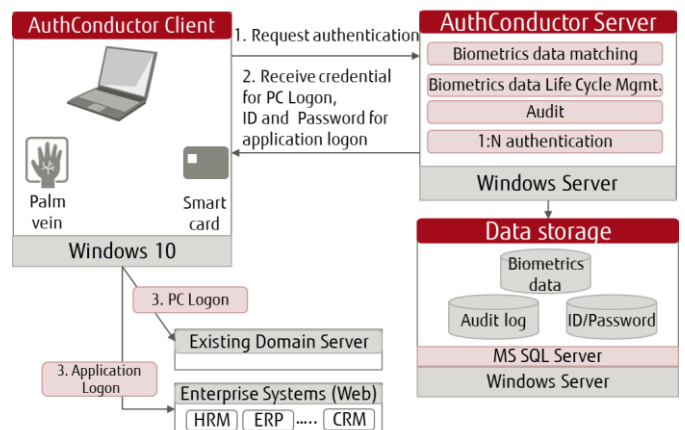 AuthConductor Client
Palm
vein
Smart
card
Windows 10
1. Request authentication
2. Receive credential
for PC Logon,
ID and Password for
application logon
AuthConductor Server
Biometrics data matching
Biometrics data Life Cycle Mgmt.
Audit
1:N authentication
Windows Server
Data storage
Biometrics
data
Audit log
ID/Password
MS SQL Server
Windows Server
3. PC Logon
Existing Domain Server
3. Application
Logon
Enterprise Systems (Web)
HRM ERP ..... CRM